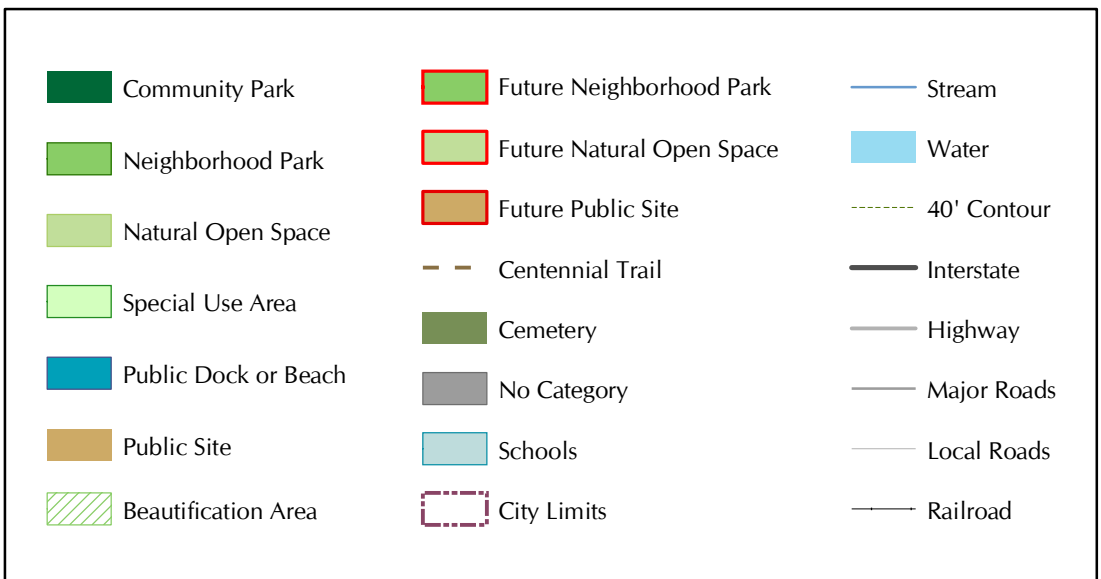 Community Park
Neighborhood Park
Natural Open Space
Special Use Area
Public Dock or Beach
Public Site
Beautification Area
Future Neighborhood Park
Future Natural Open Space
Future Public Site
Centennial Trail
Cemetery
No Category
Schools
City Limits
Stream
Water
40' Contour
Interstate
Highway
Major Roads
Local Roads
Railroad